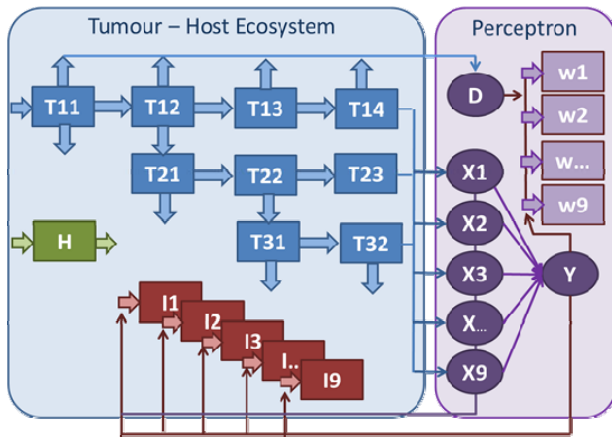 Tumour – Host Ecosystem
Perceptron
T11
T12
T13
T14
D
w1
w2
w...
w9
T21
T22
T23
X1
X2
H
T31
T32
X3
Y
I1
I2
I3
I..
I9
X...
X9